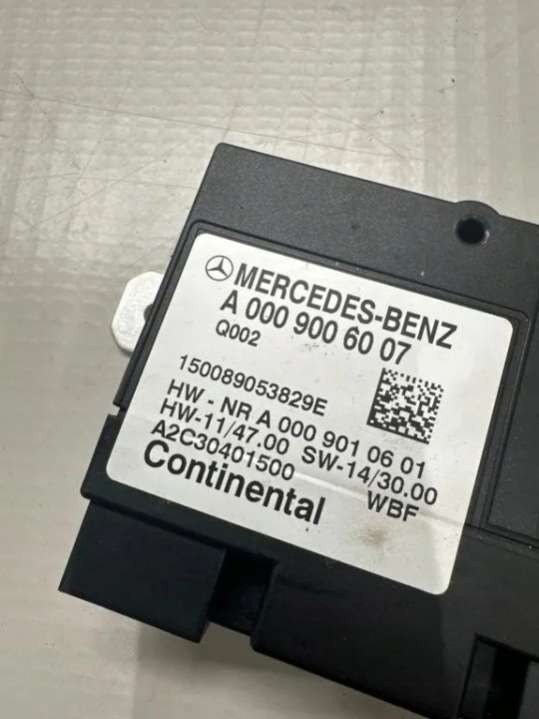 MERCEDES-BENZ
A 000 900 60 07
Q002
150089053829E
HW - NR A 000 901 06 01
HW-11/47.00 SW-14/30.00
A2C30401500 WBF
Continental